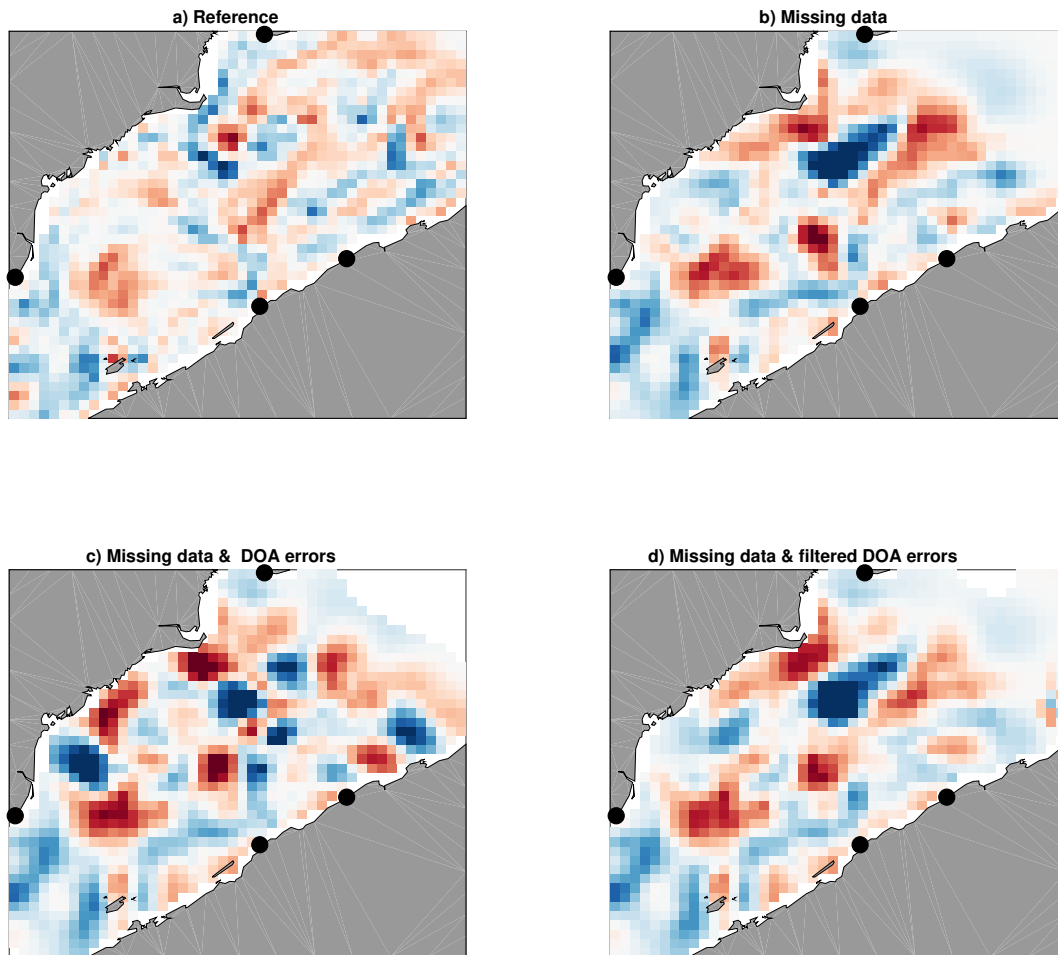 a) Reference
b) Missing data
c) Missing data &  DOA errors
d) Missing data & filtered DOA errors